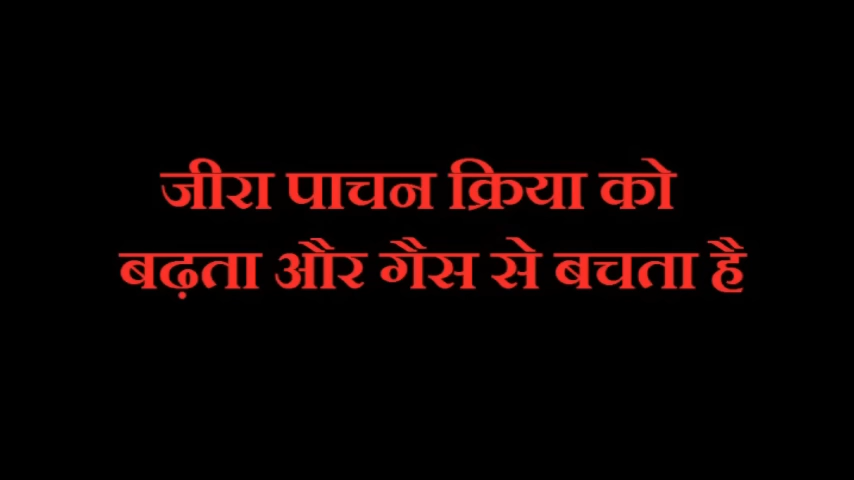 जीरा पाचन क्रिया को
बढ़ता और गैस से बचता है